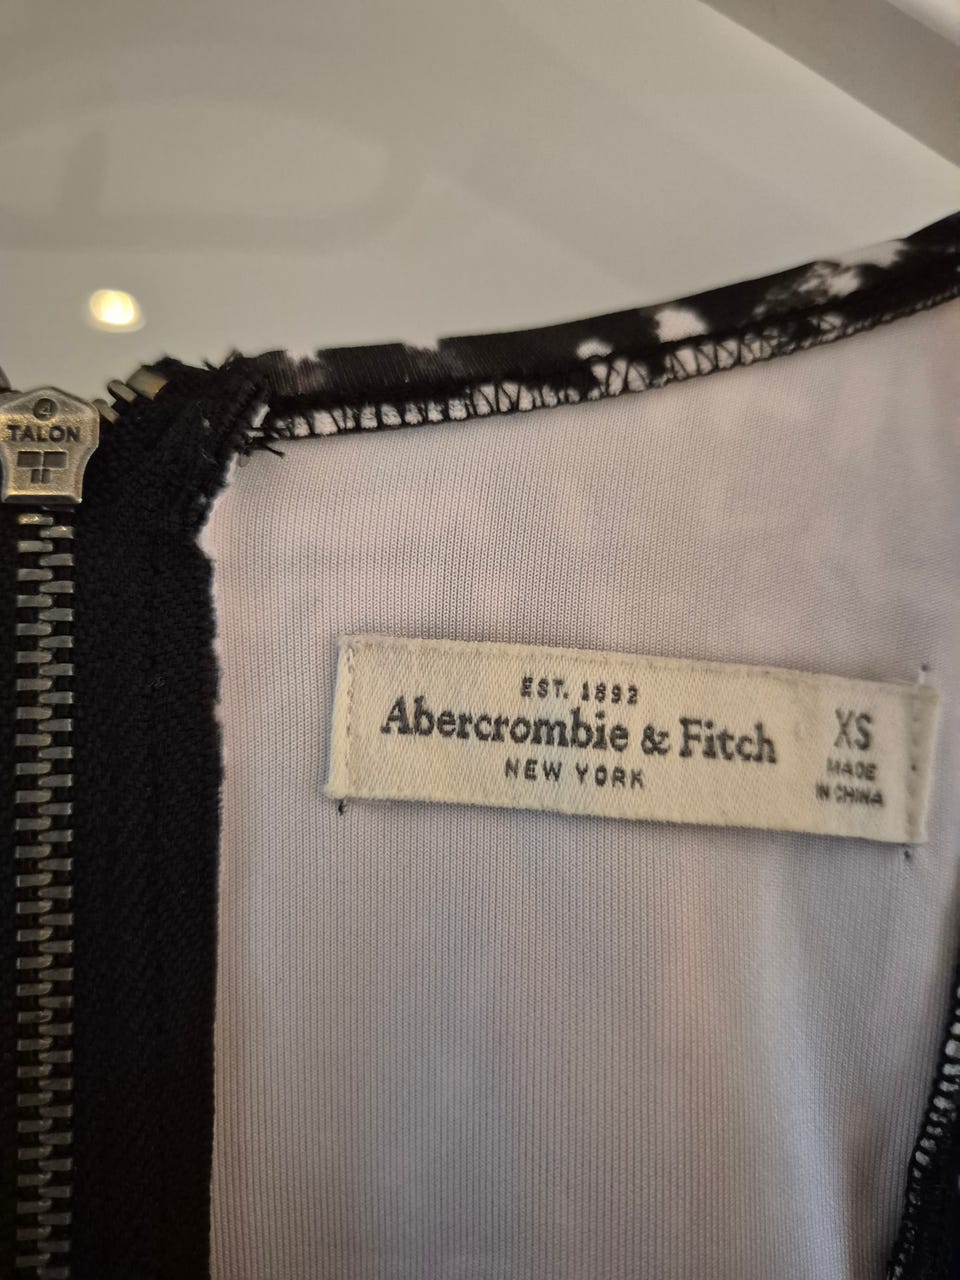 4
TALON
EST. 1892
Abercrombie & Fitch
NEW YORK
XS
MADE
IN CHINA